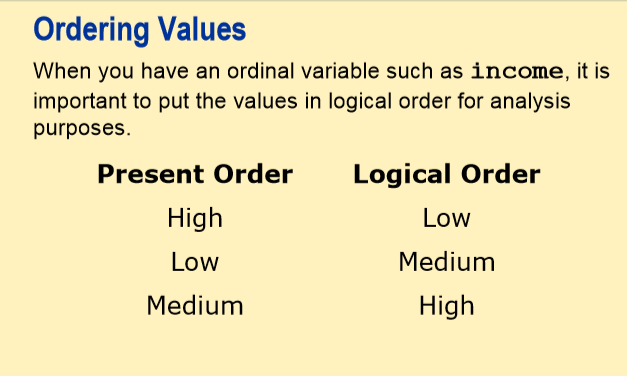 Ordering Values
When you have an ordinal variable such as income, it is
important to put the values in logical order for analysis
purposes.
Present Order Logical Order
High Low
Low Medium
Medium High